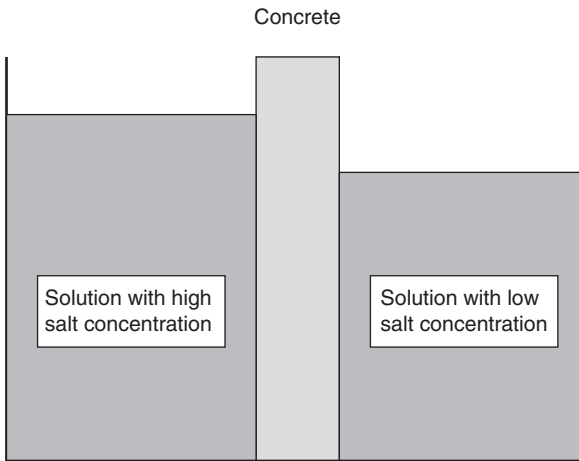 Concrete
Solution with high
salt concentration
Solution with low
salt concentration